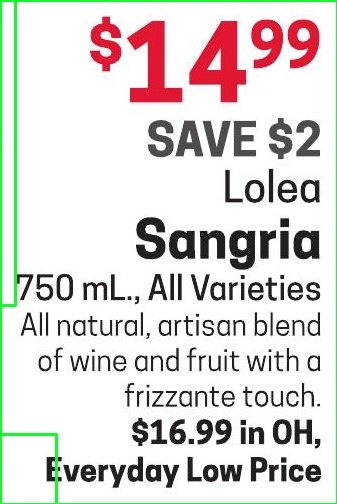 $14.99
SAVE $2
Lolea
Sangria
750 mL., All Varieties
All natural, artisan blend
of wine and fruit with a
frizzante touch.
$16.99 in OH,
Everyday Low Price